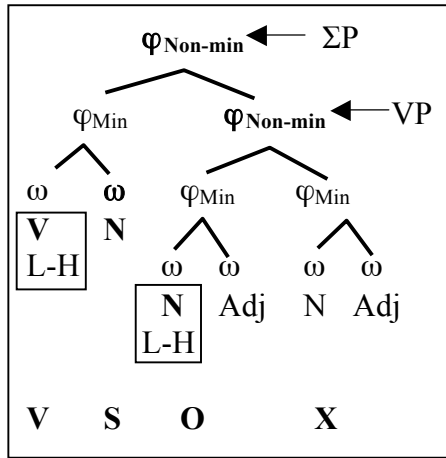 φNon-min ΣP
φMin φNon-min VP
ω ω φMin φMin
V N
L-H ω ω ω ω
N Adj N Adj
L-H
V S O X